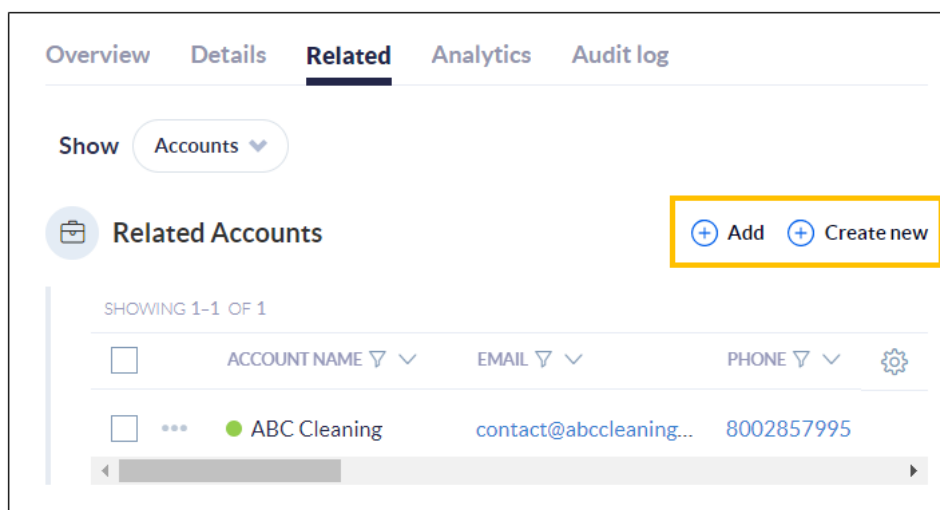 Overview Details Related Analytics Audit log
Show Accounts
Related Accounts Add Create new
SHOWING 1–1 OF 1
ACCOUNT NAME EMAIL PHONE
ABC Cleaning contact@abccleaning... 8002857995